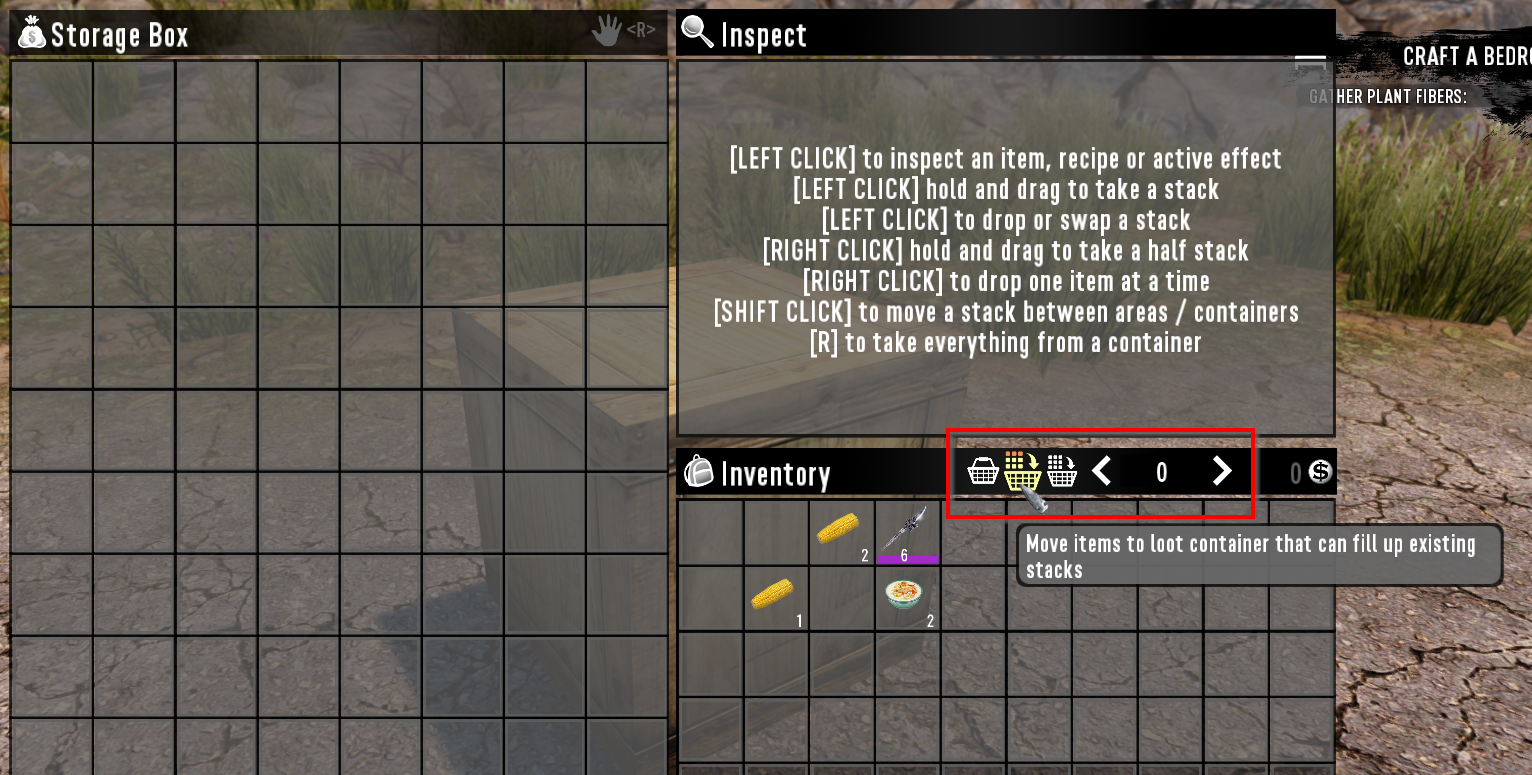 Storage Box
<R>
Inspect
CRAFT A BEDRO
GATHER PLANT FIBERS:
[LEFT CLICK] to inspect an item, recipe or active effect
[LEFT CLICK] hold and drag to take a stack
[LEFT CLICK] to drop or swap a stack
[RIGHT CLICK] hold and drag to take a half stack
[RIGHT CLICK] to drop one item at a time
[SHIFT CLICK] to move a stack between areas / containers
[R] to take everything from a container
Inventory
0
0
2
6
Move items to loot container that can fill up existing
stacks
1
2